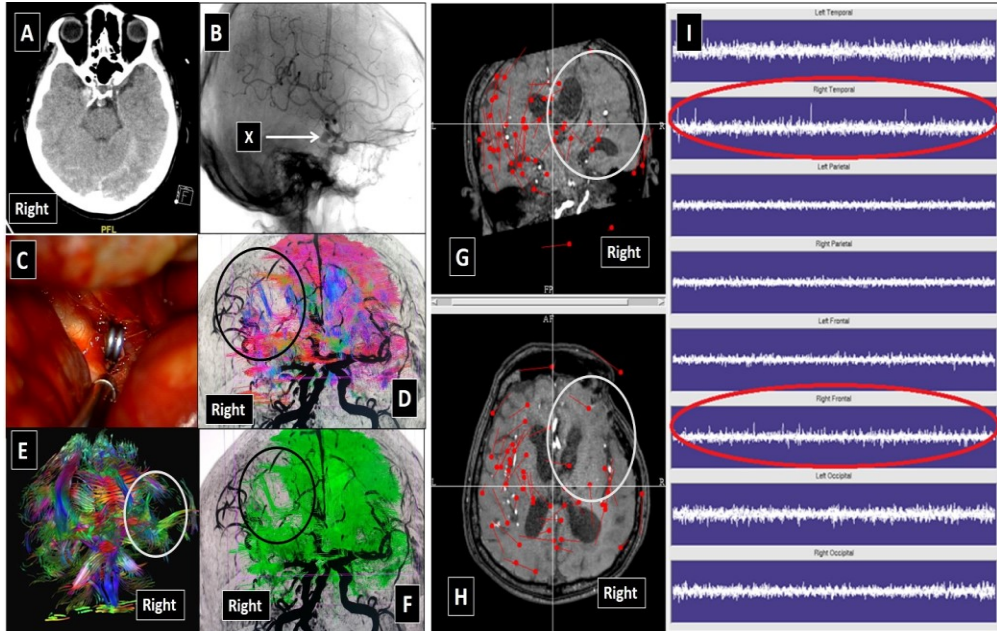 A
Right
PFL
F
B
X
C
D
Right
E
Right
F
Right
G
L
R
Right
FP
AF
H
L
R
Right
I
Left Temporal
Right Temporal
Left Parietal
Right Parietal
Left Frontal
Right Frontal
Left Occipital
Right Occipital